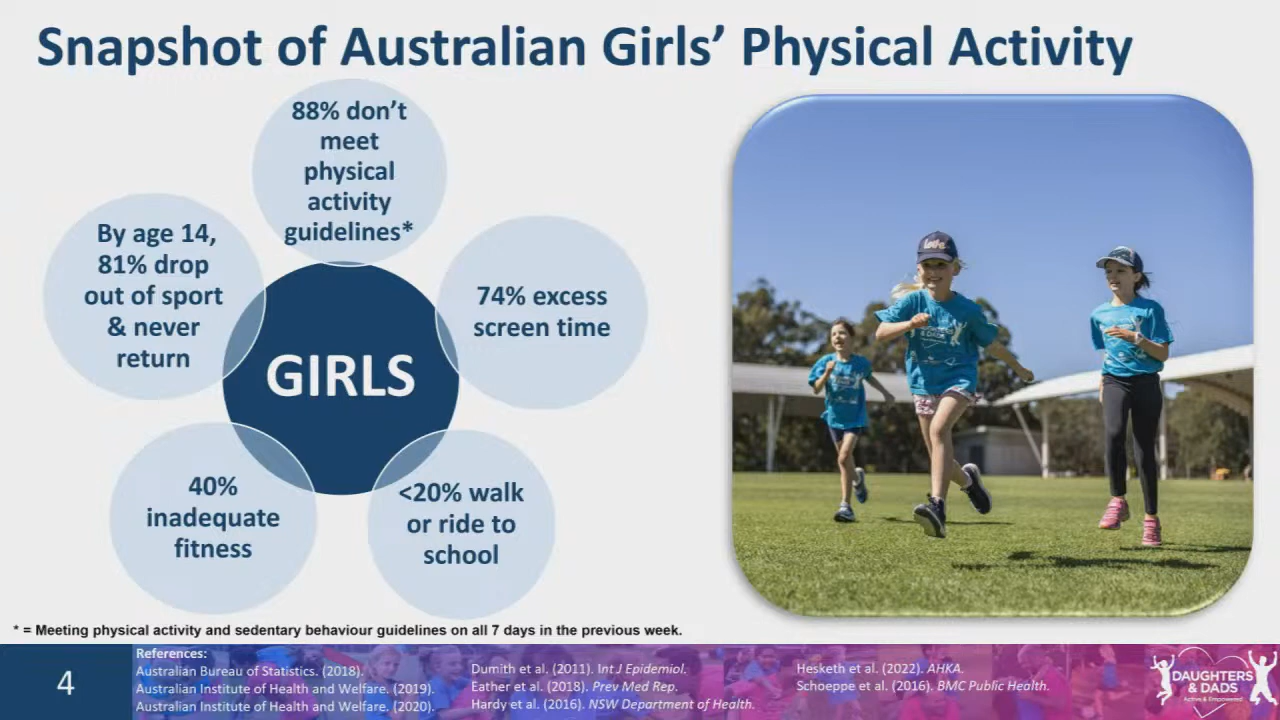 Snapshot of Australian Girls’ Physical Activity
88% don’t
meet
physical
activity
guidelines*
By age 14,
81% drop
out of sport
& never
return
74% excess
screen time
GIRLS
40%
inadequate
fitness
<20% walk
or ride to
school
love
* = Meeting physical activity and sedentary behaviour guidelines on all 7 days in the previous week.
4
References:
Australian Bureau of Statistics. (2018).
Australian Institute of Health and Welfare. (2019).
Australian Institute of Health and Welfare. (2020).
Dumith et al. (2011). Int J Epidemiol.
Eather et al. (2018). Prev Med Rep.
Hardy et al. (2016). NSW Department of Health.
Hesketh et al. (2022). AHKA.
Schoeppe et al. (2016). BMC Public Health.
DAUGHTERS
& DADS
Active & Empowered